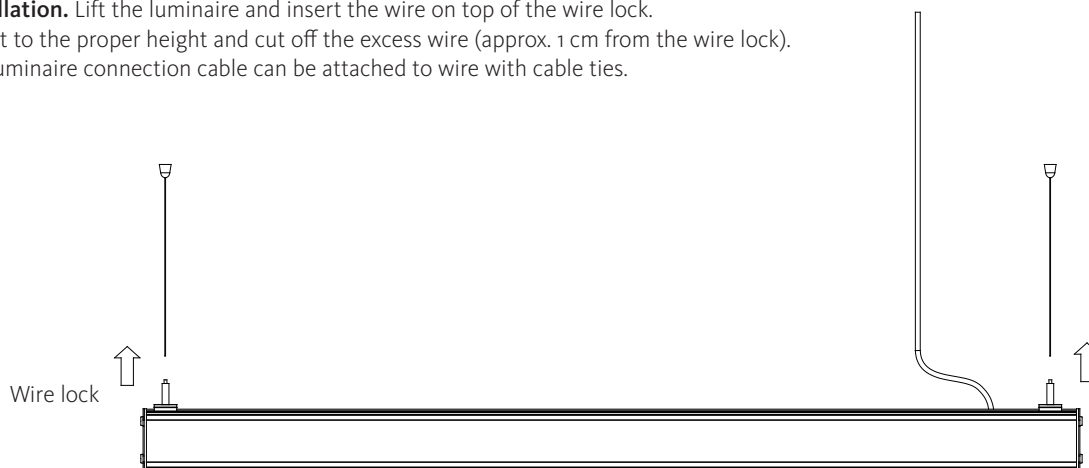 llation. Lift the luminaire and insert the wire on top of the wire lock.
t to the proper height and cut off the excess wire (approx. 1 cm from the wire lock).
uminaire connection cable can be attached to wire with cable ties.
Wire lock